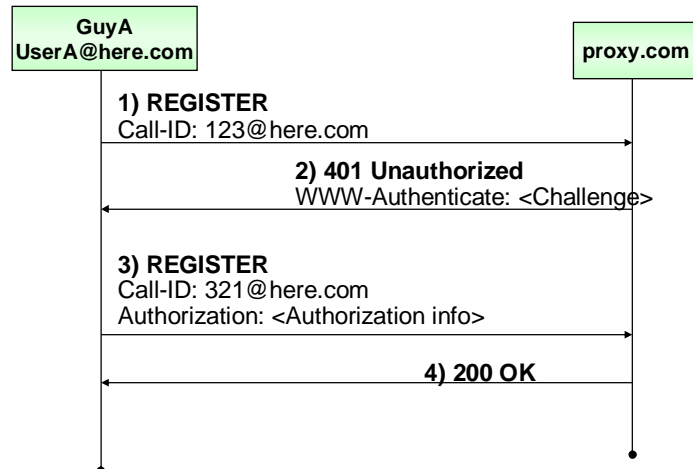 GuyA
UserA@here.com
proxy.com
1) REGISTER
Call-ID: 123@here.com
2) 401 Unauthorized
WWW-Authenticate: <Challenge>
3) REGISTER
Call-ID: 321@here.com
Authorization: <Authorization info>
4) 200 OK